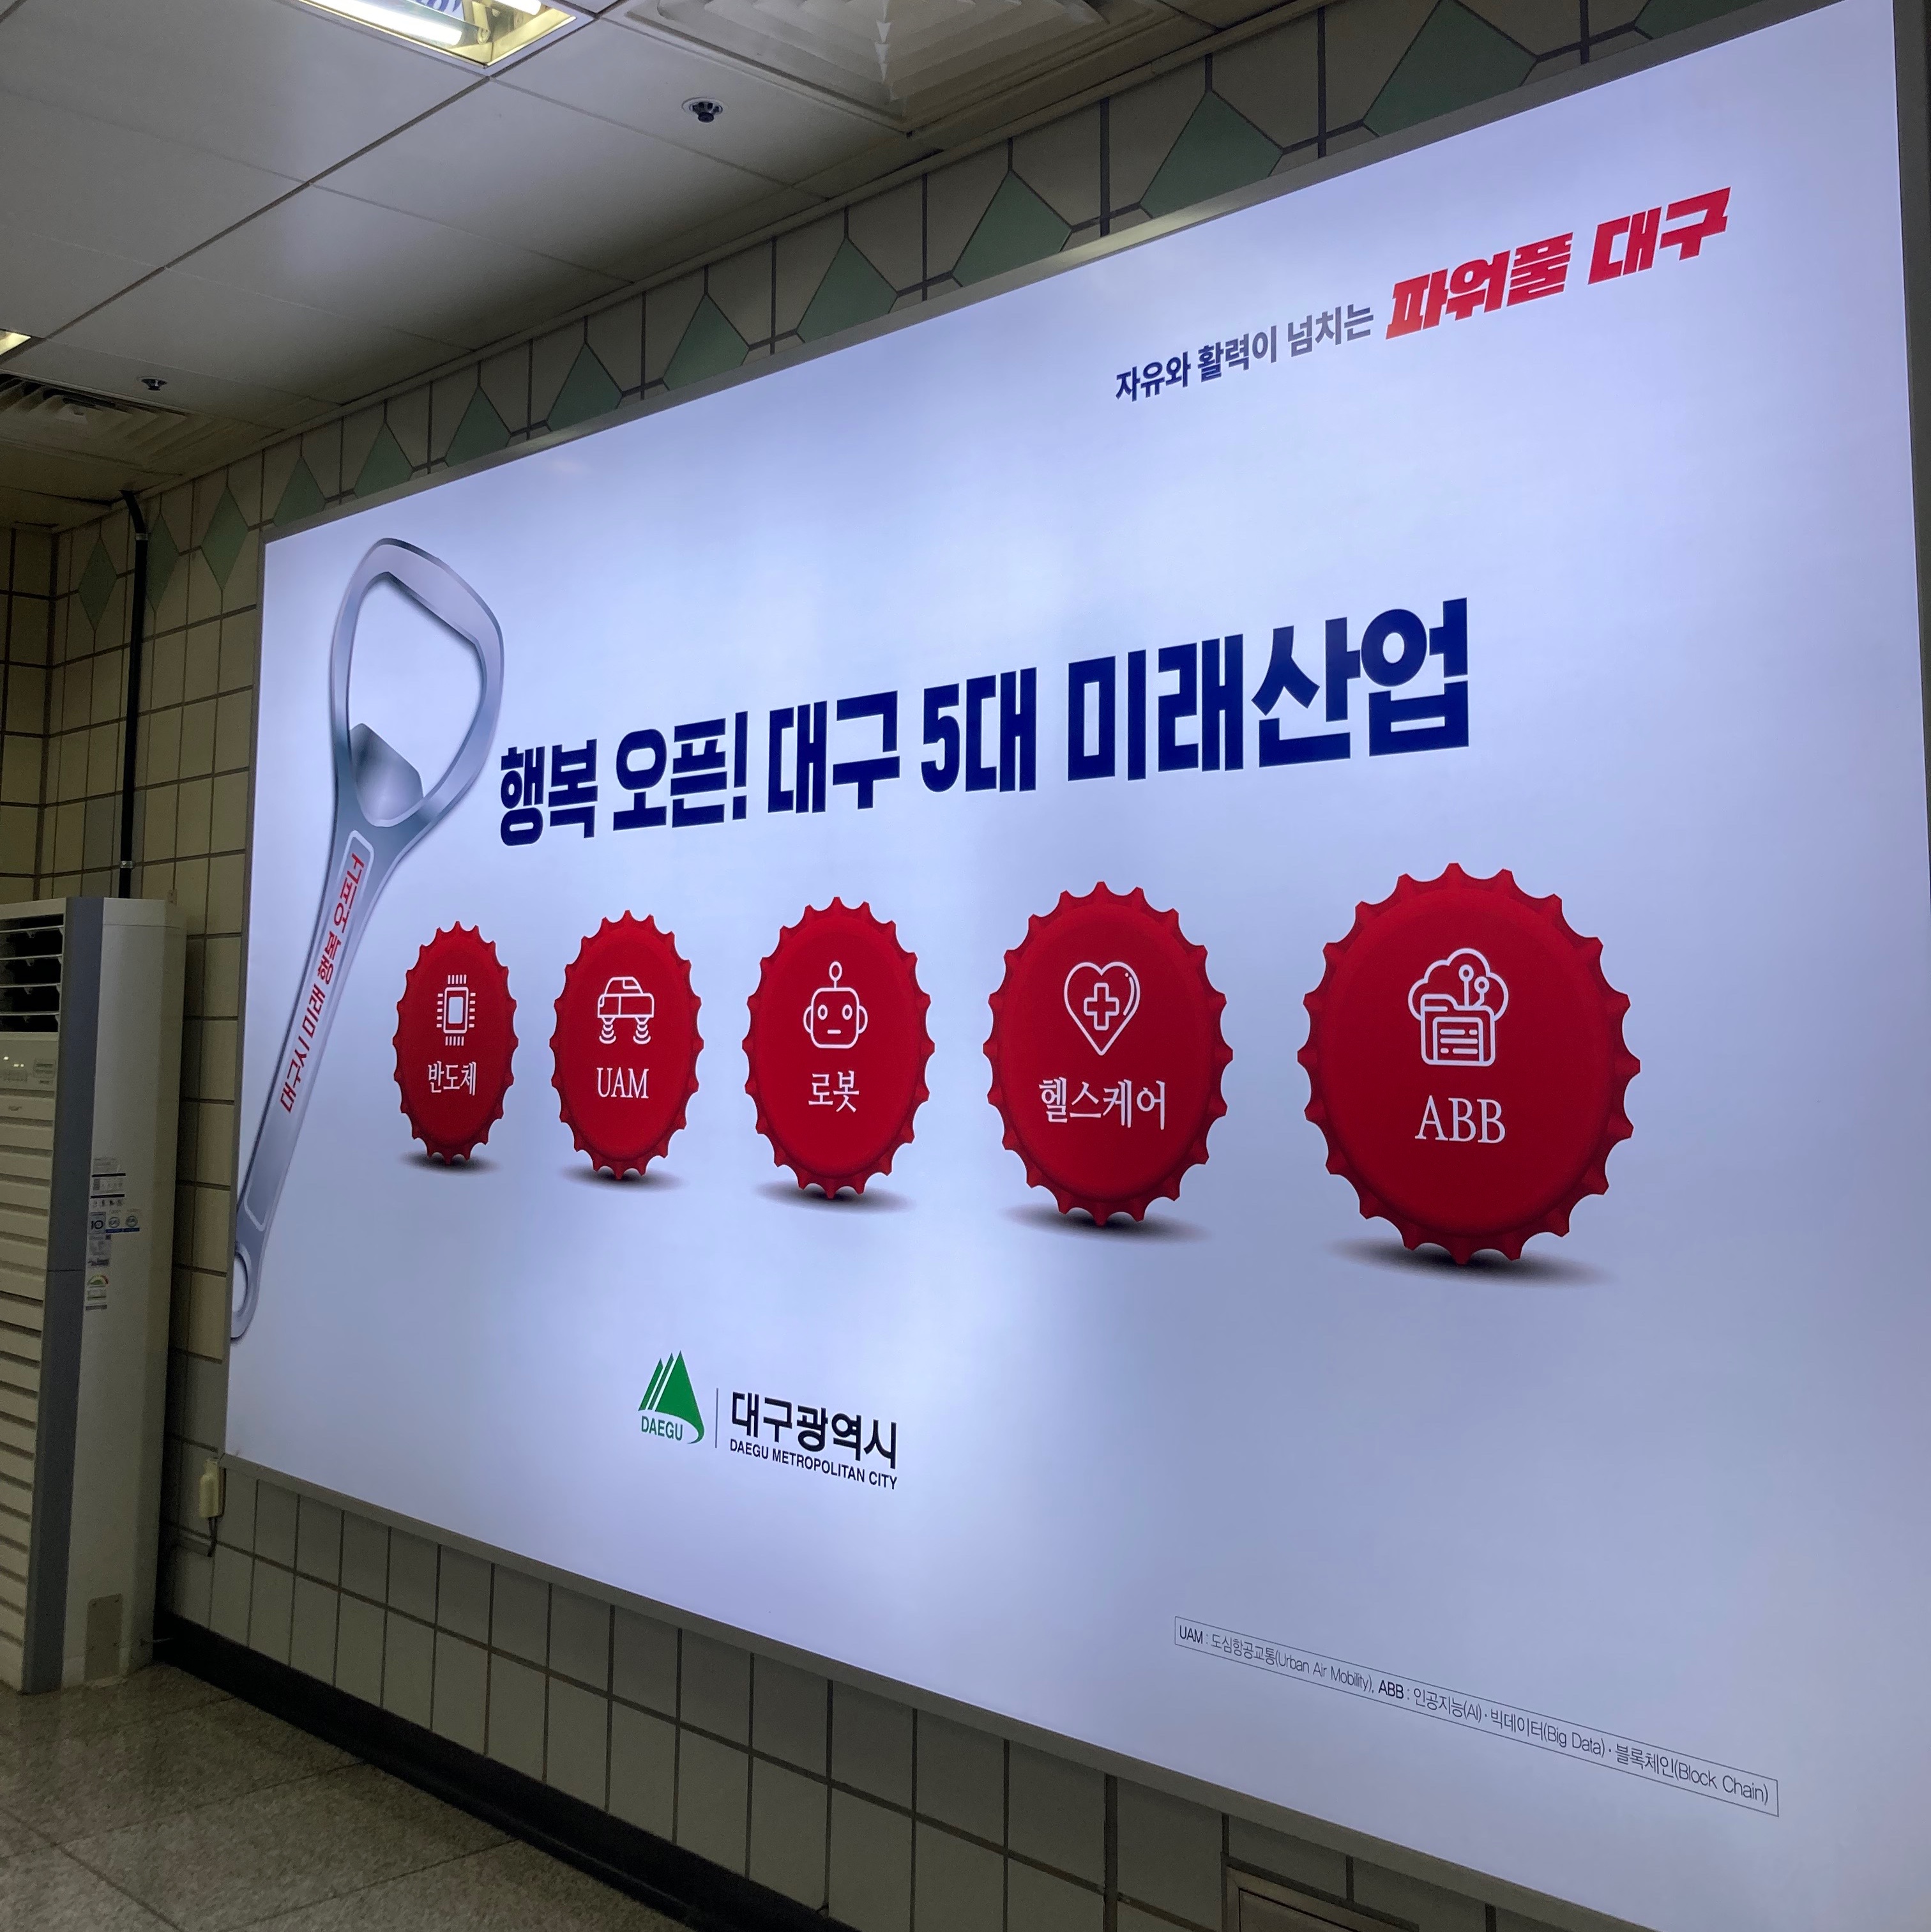 자유와 활력이 넘치는 파워풀 대구
행복 오픈! 대구 5대 미래산업
대구시 미래 행복 오프너
반도체
UAM
로봇
헬스케어
ABB
DAEGU
대구광역시
DAEGU METROPOLITAN CITY
UAM : 도심항공교통(Urban Air Mobility), ABB : 인공지능(AI) · 빅데이터(Big Data) · 블록체인(Block Chain)